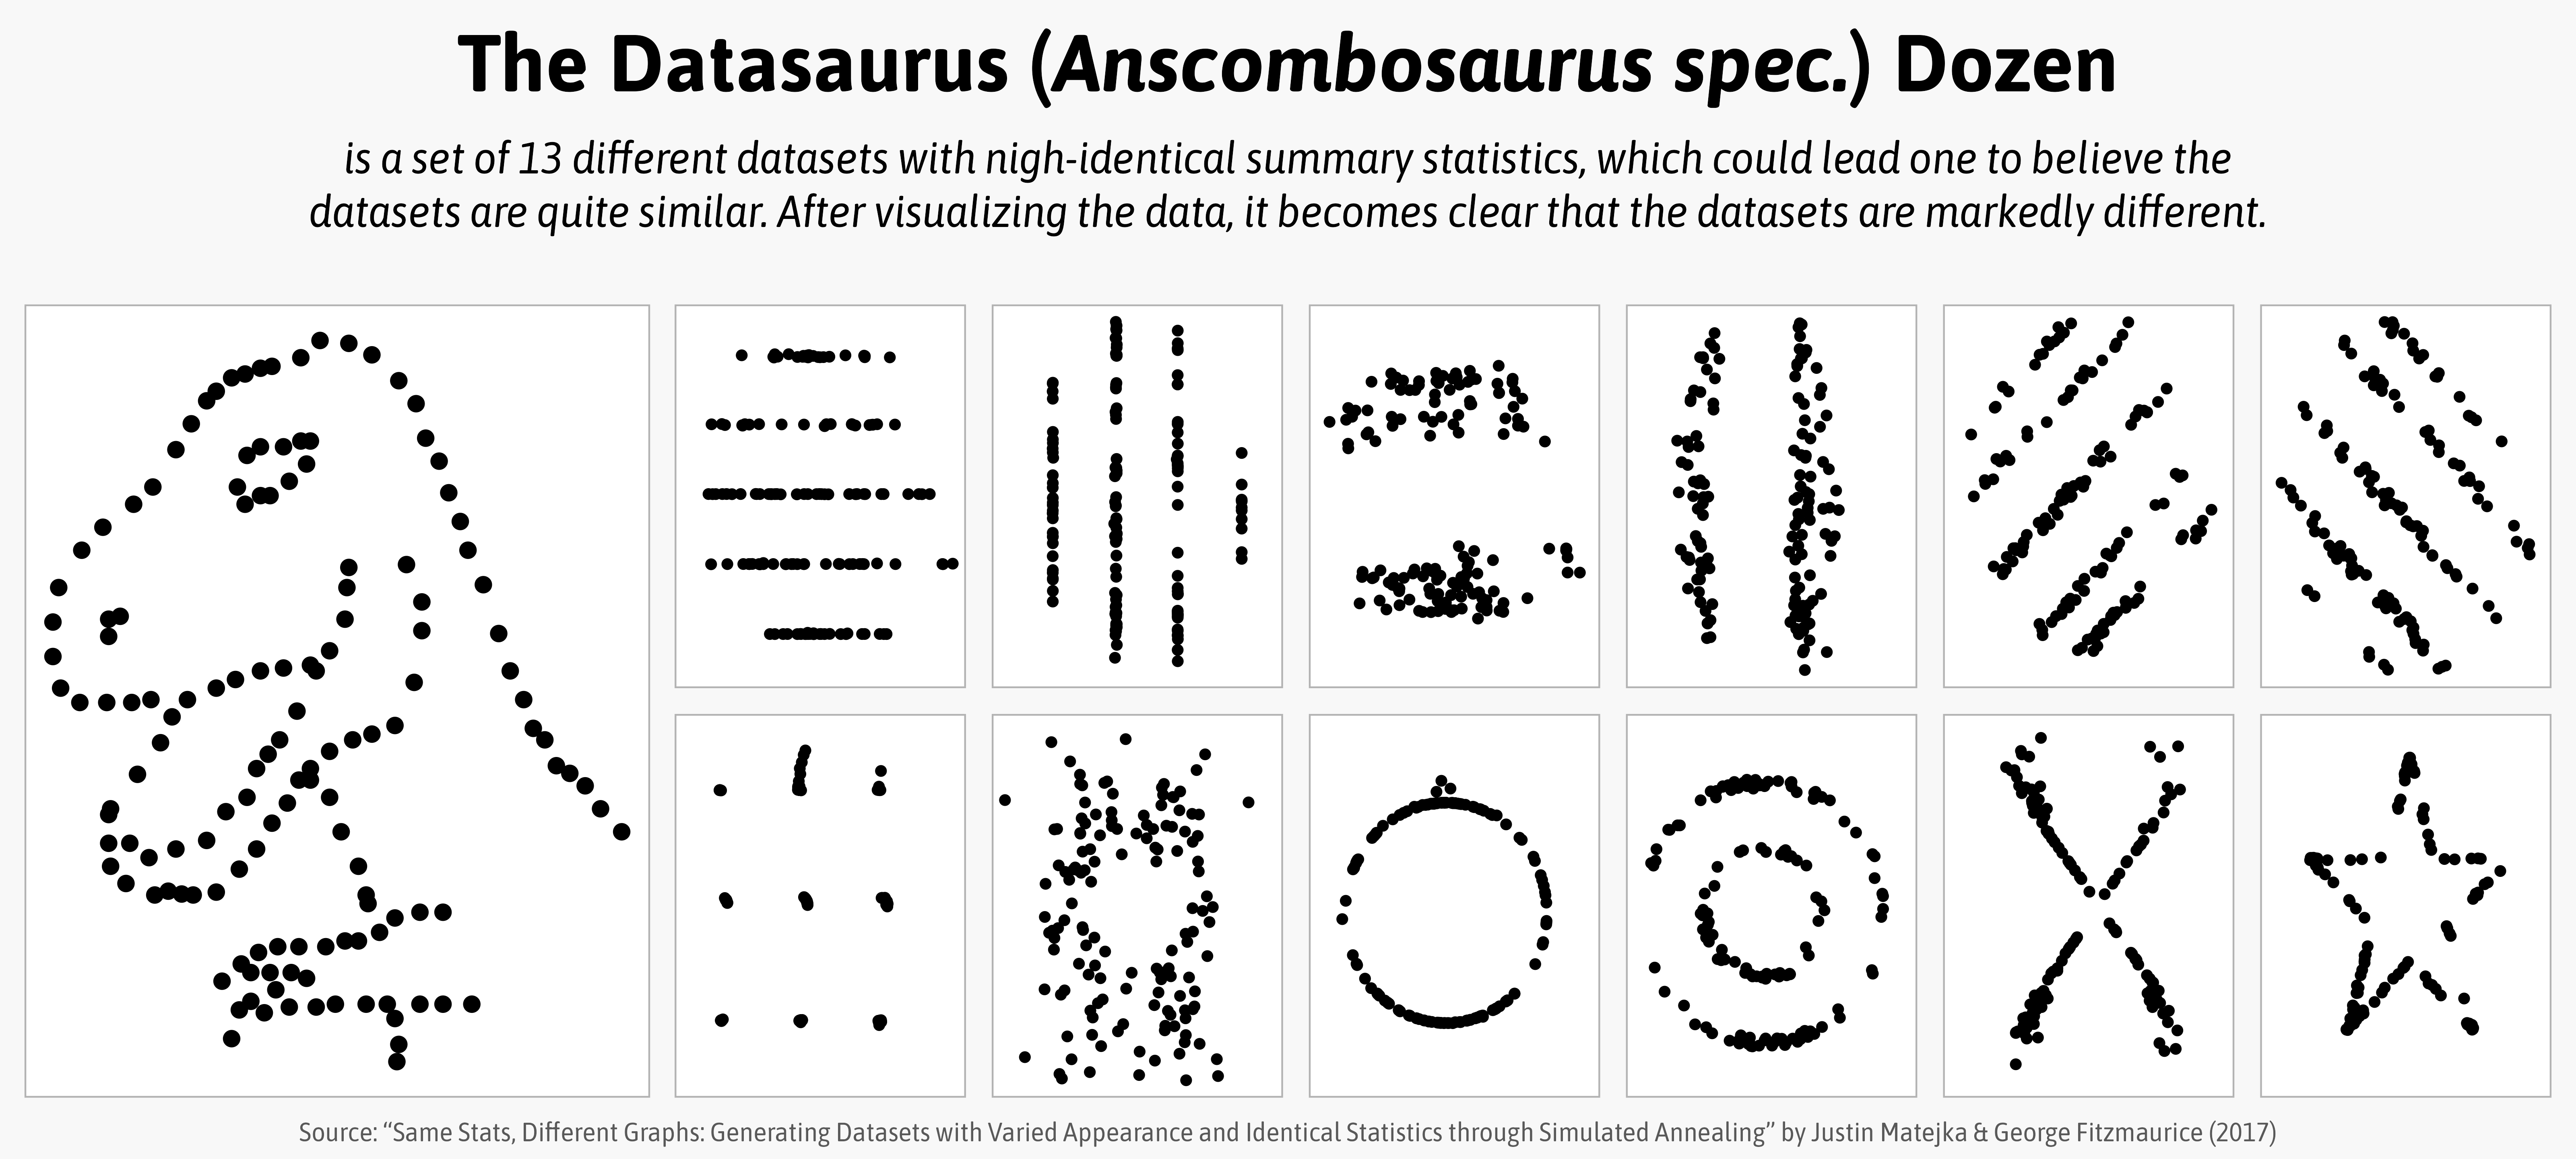 The Datasaurus (Anscombosaurus spec.) Dozen
is a set of 13 different datasets with nigh-identical summary statistics, which could lead one to believe the
datasets are quite similar. After visualizing the data, it becomes clear that the datasets are markedly different.
Source: “Same Stats, Different Graphs: Generating Datasets with Varied Appearance and Identical Statistics through Simulated Annealing” by Justin Matejka & George Fitzmaurice (2017)